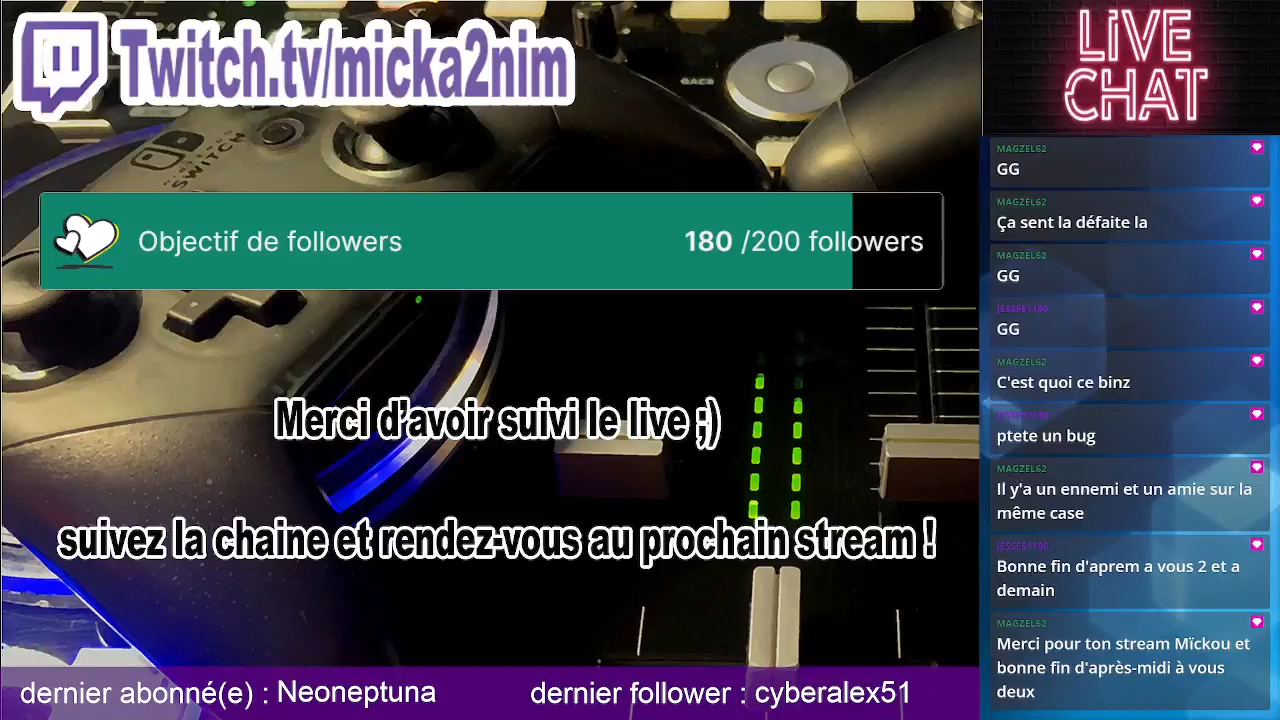 Twitch.tv/micka2nim
SWITCH
Objectif de followers
180 /200 followers
Merci d'avoir suivi le live ;)
suivez la chaine et rendez-vous au prochain stream !
dernier abonné(e) : Neoneptuna
dernier follower : cyberalex51
LIVE
CHAT
MAGZEL62
GG
MAGZEL62
Ça sent la défaite la
MAGZEL62
GG
GG
MAGZEL62
C'est quoi ce binz
ptete un bug
MAGZEL62
Il y'a un ennemi et un amie sur la
même case
Bonne fin d'aprem a vous 2 et a
demain
MAGZEL62
Merci pour ton stream Mïckou et
bonne fin d'après-midi à vous
deux